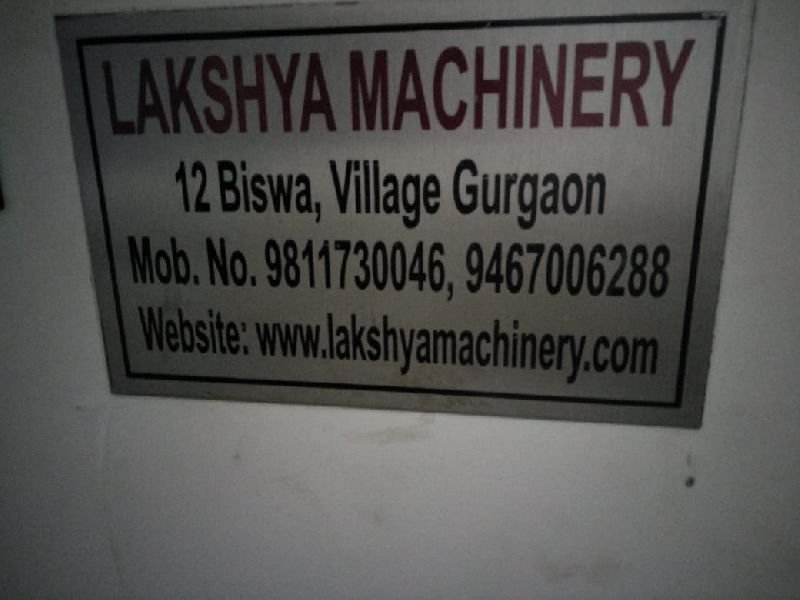 LAKSHYA MACHINERY
12 Biswa, Village Gurgaon
Mob. No. 9811730046, 9467006288
Website: www.lakshyamachinery.com